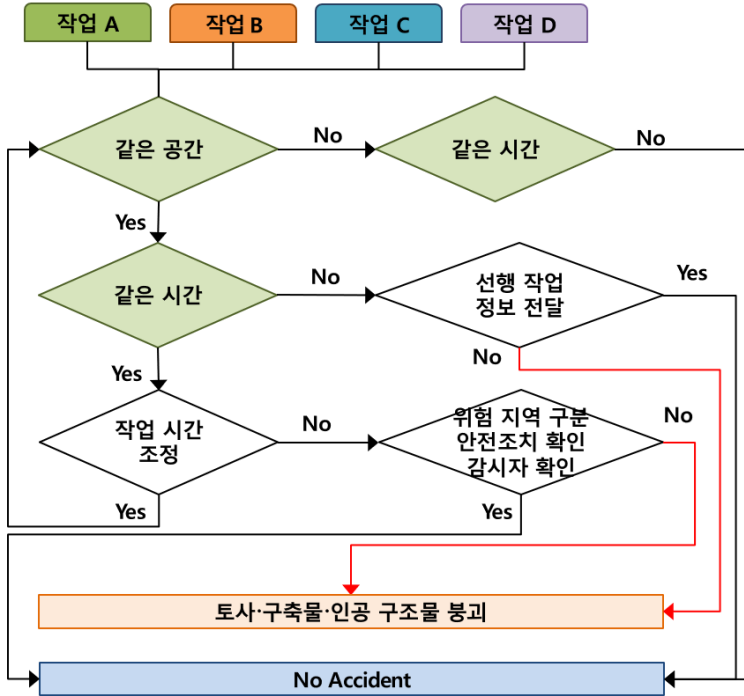 작업 A
작업 B
작업 C
작업 D
같은 공간
No
같은 시간
No
Yes
같은 시간
No
선행 작업
정보 전달
Yes
No
Yes
작업 시간
조정
No
위험 지역 구분
안전조치 확인
감시자 확인
No
Yes
Yes
토사·구축물·인공 구조물 붕괴
No Accident